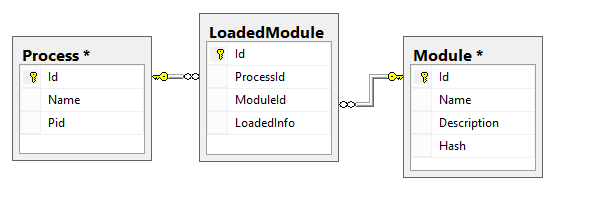 Process *
Id
Name
Pid
LoadedModule
Id
ProcessId
ModuleId
LoadedInfo
Module *
Id
Name
Description
Hash